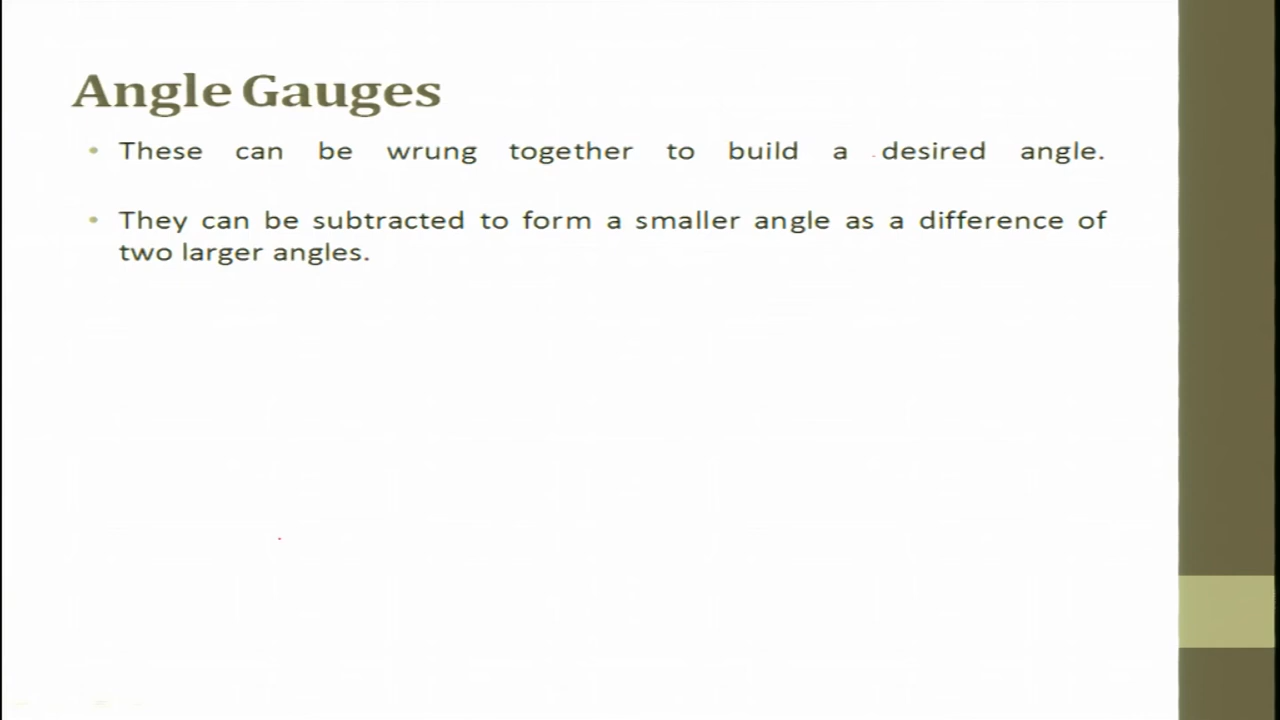 Angle Gauges
• These can be wrung together to build a desired angle.
• They can be subtracted to form a smaller angle as a difference of
two larger angles.